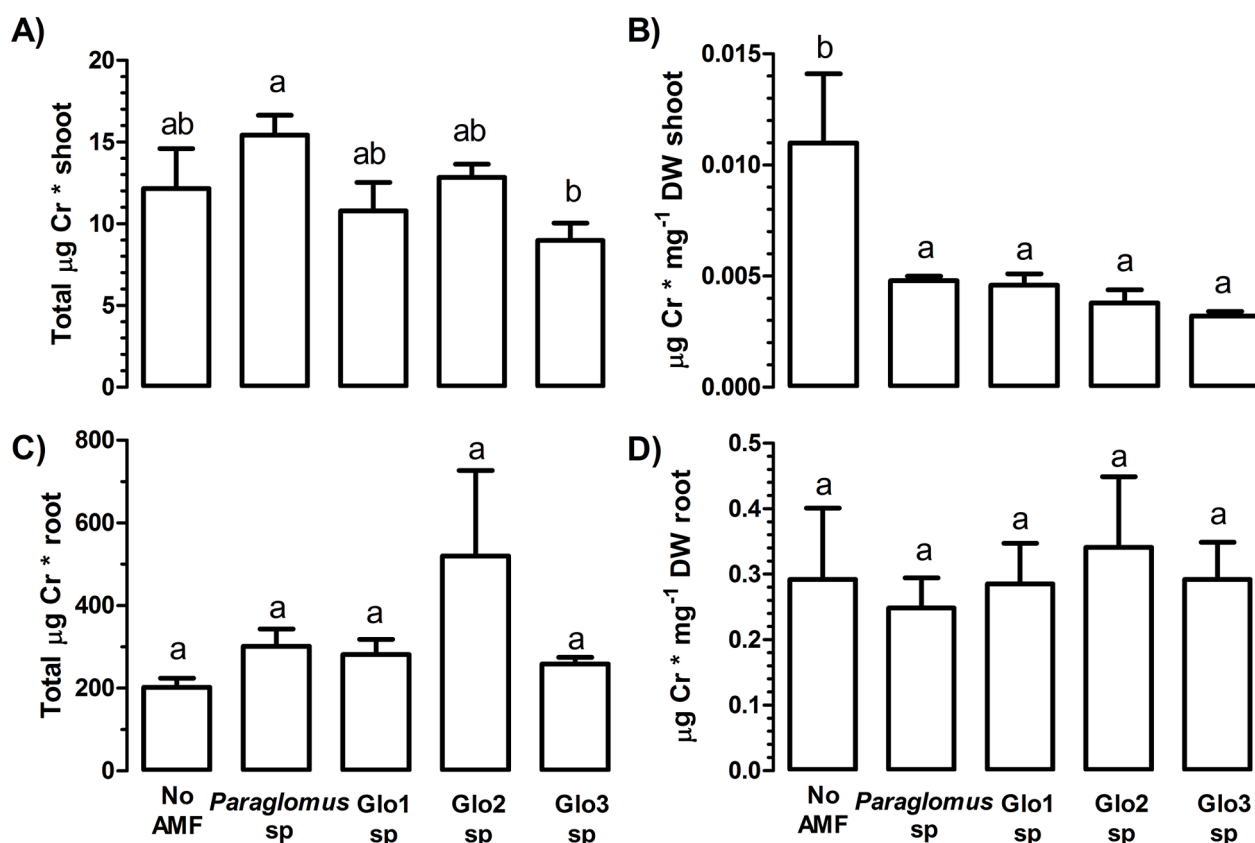 A)
Total µg Cr * shoot
20
15
10
5
0
ab
a
ab
ab
b
B)
µg Cr * mg⁻¹ DW shoot
0.015
0.010
0.005
0.000
b
a
a
a
a
C)
Total µg Cr * root
800
600
400
200
0
a
a
a
a
a
No AMF
Paraglomus sp
Glo1 sp
Glo2 sp
Glo3 sp
D)
µg Cr * mg⁻¹ DW root
0.5
0.4
0.3
0.2
0.1
0.0
a
a
a
a
a
No AMF
Paraglomus sp
Glo1 sp
Glo2 sp
Glo3 sp